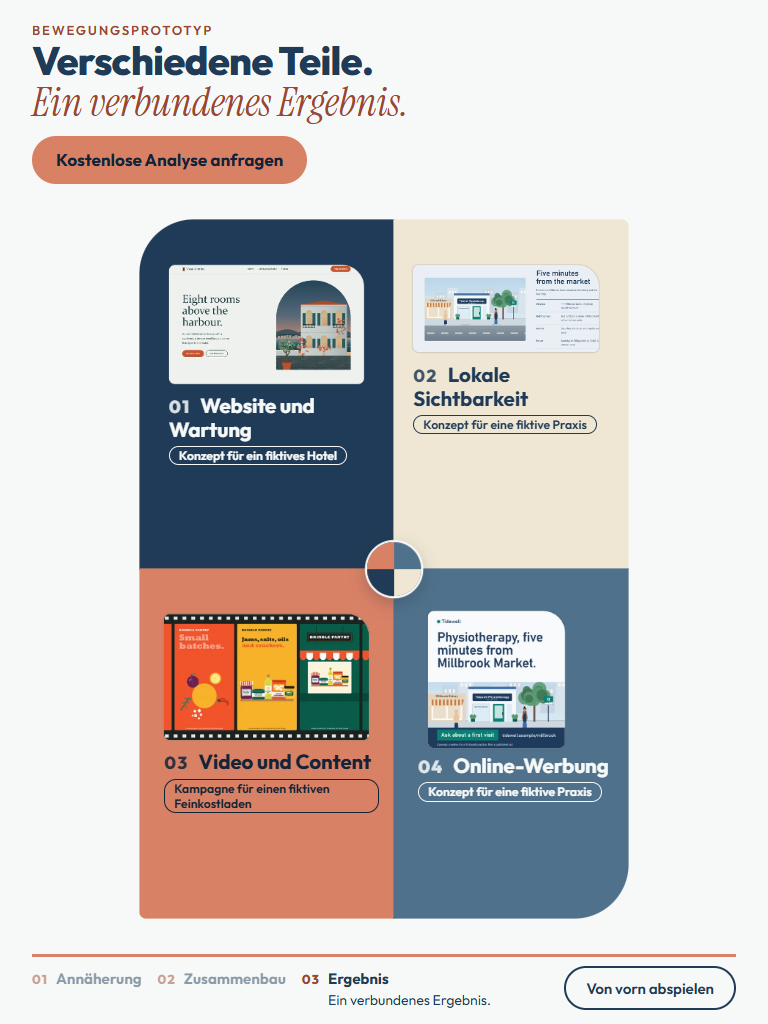 BEWEGUNGSPROTOTYP
Verschiedene Teile.
Ein verbundenes Ergebnis.
Kostenlose Analyse anfragen
Eight rooms
above the
harbour.
01 Website und
Wartung
Konzept für ein fiktives Hotel
Five minutes
from the market
02 Lokale
Sichtbarkeit
Konzept für eine fiktive Praxis
Small
batches.
Jams, salts, oils
and crackers.
BRINDLE PANTRY
03 Video und Content
Kampagne für einen fiktiven
Feinkostladen
Tidewell
Physiotherapy, five
minutes from
Millbrook Market.
Ask about a first visit
04 Online-Werbung
Konzept für eine fiktive Praxis
01 Annäherung
02 Zusammenbau
03 Ergebnis
Ein verbundenes Ergebnis.
Von vorn abspielen